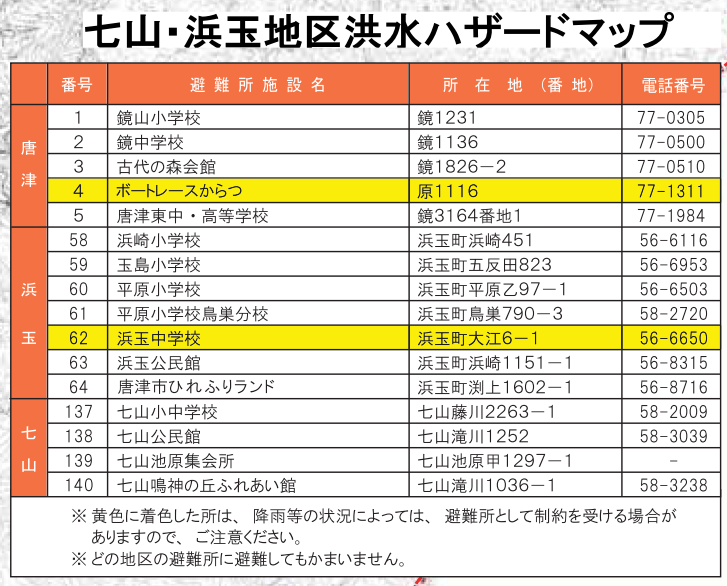 七山・浜玉地区洪水ハザードマップ
番号 避難所施設名 所在地（番地） 電話番号
唐津
1 鏡山小学校 鏡1231 77-0305
2 鏡中学校 鏡1136 77-0500
3 古代の森会館 鏡1826－2 77-0510
4 ボートレースからつ 原1116 77-1311
5 唐津東中・高等学校 鏡3164番地1 77-1984
浜玉
58 浜崎小学校 浜玉町浜崎451 56-6116
59 玉島小学校 浜玉町五反田823 56-6953
60 平原小学校 浜玉町平原乙97－1 56-6503
61 平原小学校鳥巣分校 浜玉町鳥巣790－3 58-2720
62 浜玉中学校 浜玉町大江6－1 56-6650
63 浜玉公民館 浜玉町浜崎1151－1 56-8315
64 唐津市ひれふりランド 浜玉町渕上1602－1 56-8716
七山
137 七山小中学校 七山藤川2263－1 58-2009
138 七山公民館 七山滝川1252 58-3039
139 七山池原集会所 七山池原甲1297－1 -
140 七山鳴神の丘ふれあい館 七山滝川1036－1 58-3238
※黄色に着色した所は、降雨等の状況によっては、避難所として制約を受ける場合が
ありますので、ご注意ください。
※どの地区の避難所に避難してもかまいません。